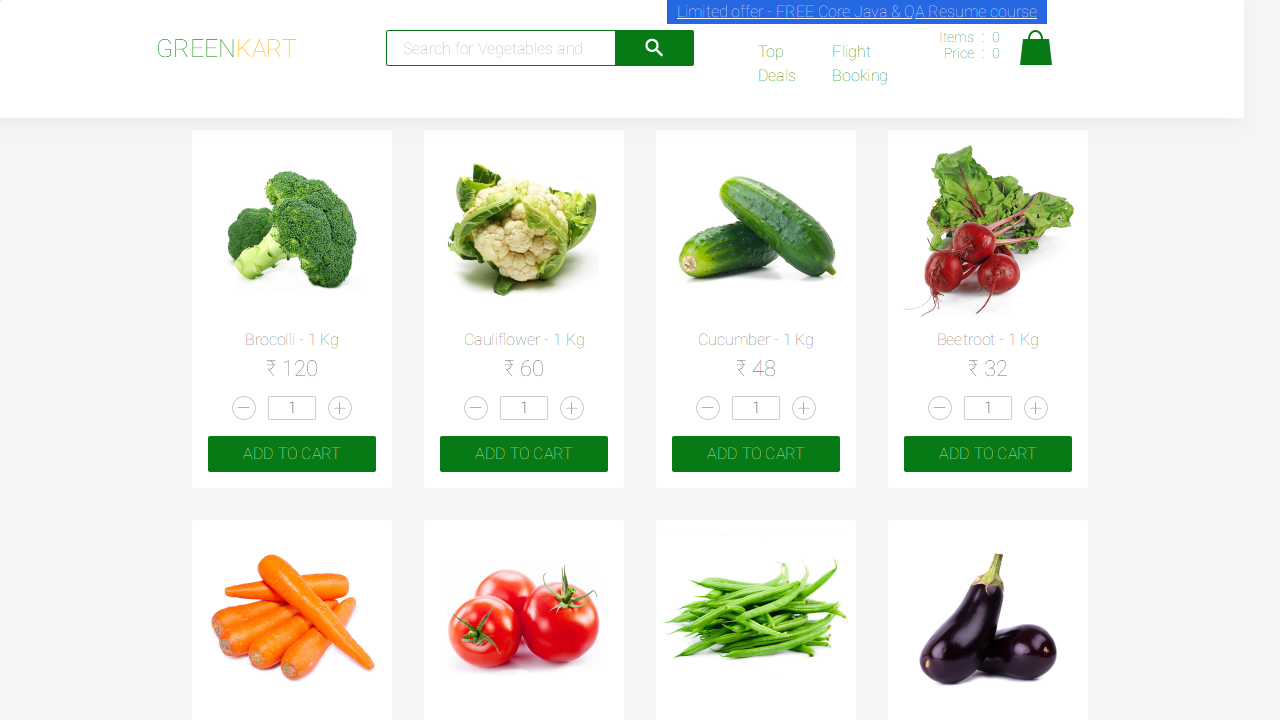 Limited offer - FREE Core Java & QA Resume course
GREENKART
Search for Vegetables and
Top
Deals
Flight
Booking
Items : 0
Price : 0
Brocolli - 1 Kg
₹ 120
1
ADD TO CART
Cauliflower - 1 Kg
₹ 60
1
ADD TO CART
Cucumber - 1 Kg
₹ 48
1
ADD TO CART
Beetroot - 1 Kg
₹ 32
1
ADD TO CART